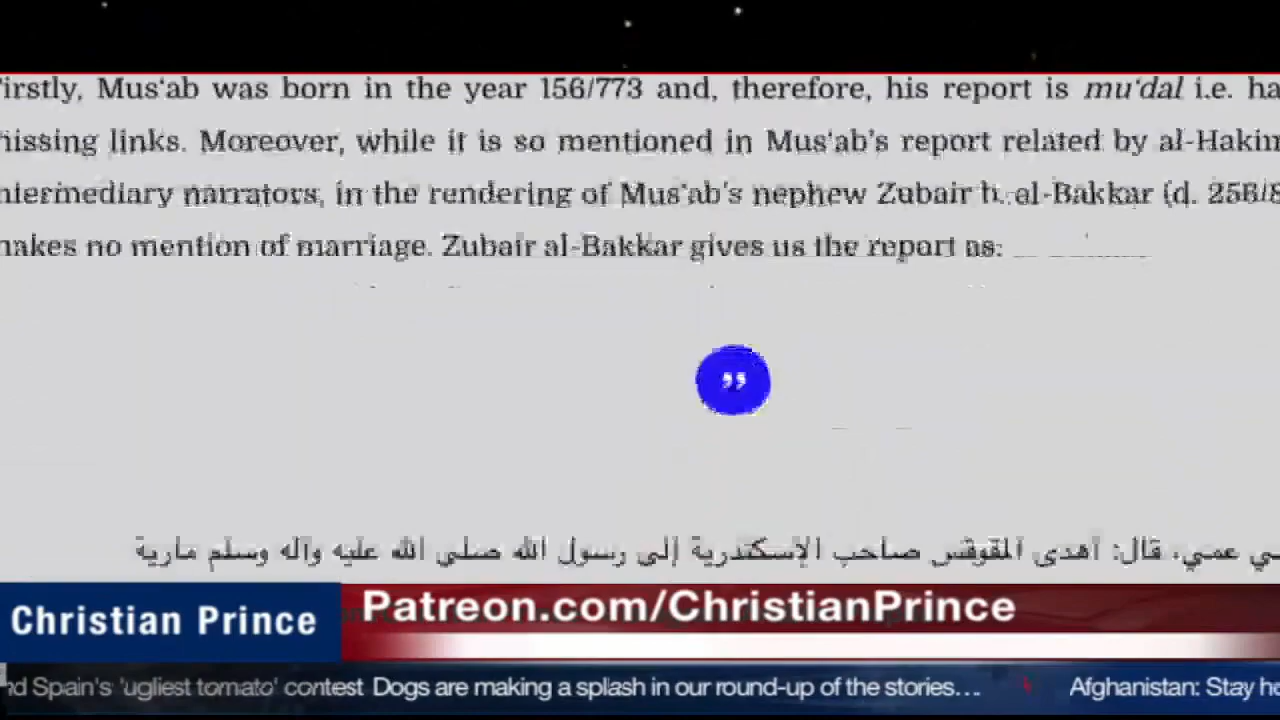 irstly, Mus'ab was born in the year 156/773 and, therefore, his report is mu'dal i.e. ha
issing links. Moreover, while it is so mentioned in Mus'ab's report related by al-Hakim
ntermediary narrators, in the rendering of Mus'ab's nephew Zubair b. al-Bakkar (d. 256/8
nakes no mention of marriage. Zubair al-Bakkar gives us the report as:
”
ي عمي، قال: أهدى المقوقس صاحب الإسكندرية إلى رسول الله صلى الله عليه وآله وسلم مارية
Christian Prince
Patreon.com/ChristianPrince
nd Spain's 'ugliest tomato' contest Dogs are making a splash in our round-up of the stories… Afghanistan: Stay he